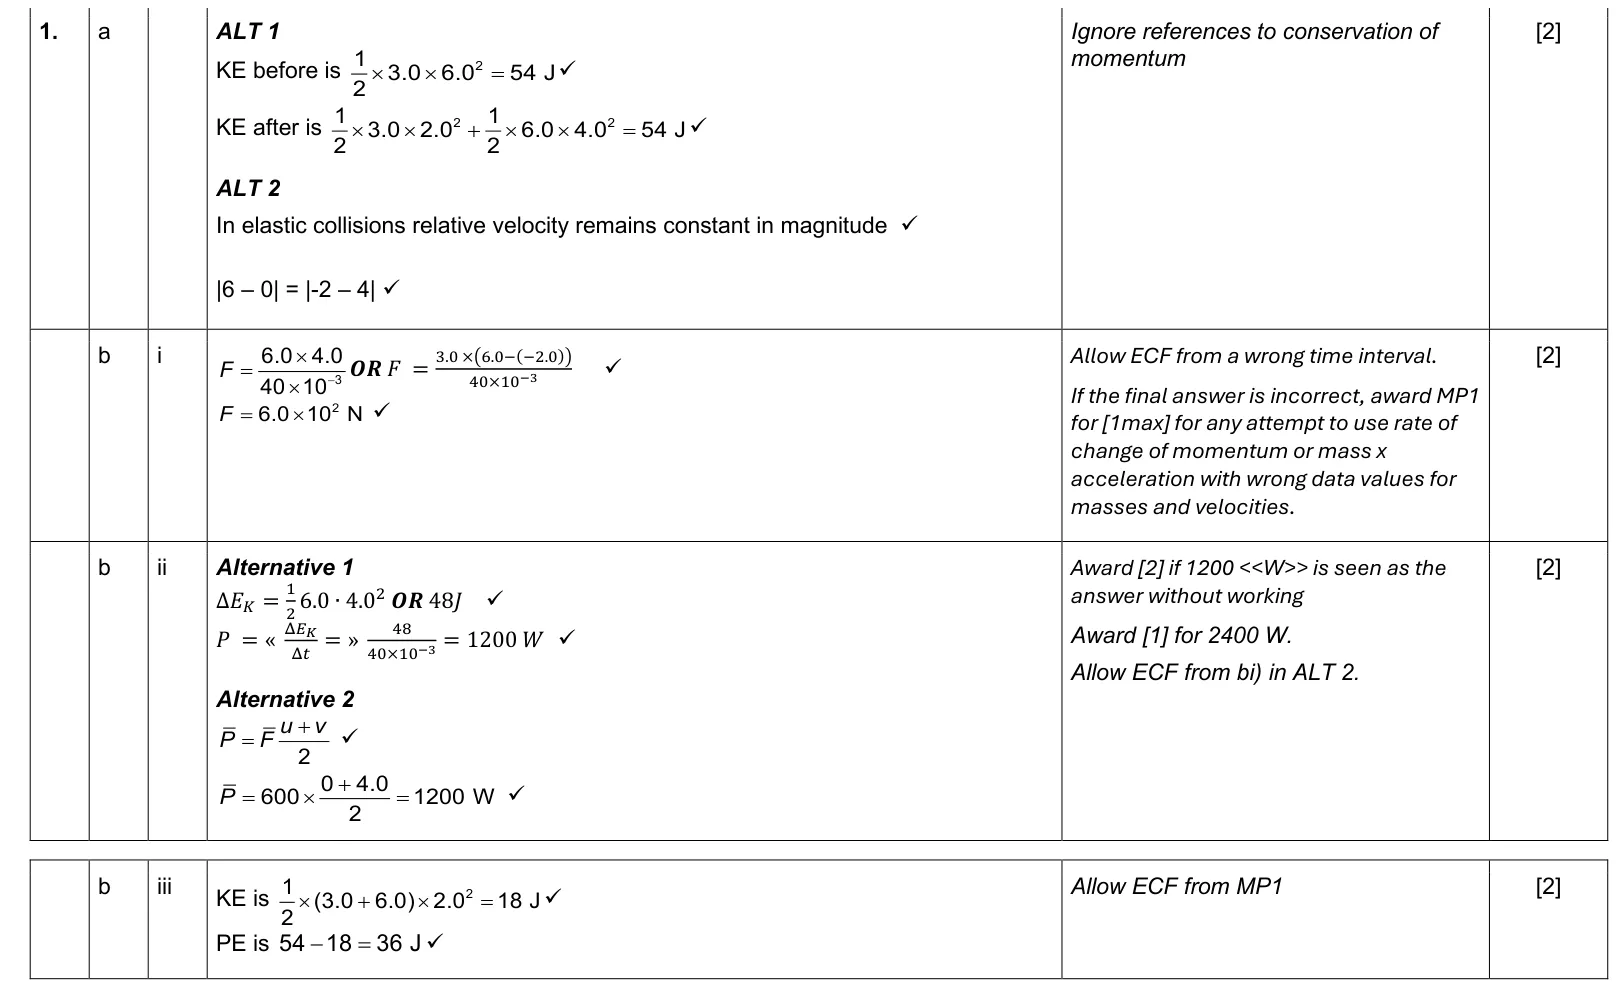 1. a ALT 1 Ignore references to conservation of [2]
momentum
KE before is 1/2 × 3.0 × 6.0² = 54 J ✓
KE after is 1/2 × 3.0 × 2.0² + 1/2 × 6.0 × 4.0² = 54 J ✓
ALT 2
In elastic collisions relative velocity remains constant in magnitude ✓
|6 – 0| = |-2 – 4| ✓
b i F = 6.0 × 4.0 / 40 × 10⁻³ OR F = 3.0 ×(6.0−(−2.0)) / 40×10⁻³ ✓ Allow ECF from a wrong time interval. [2]
F = 6.0 × 10² N ✓
If the final answer is incorrect, award MP1
for [1max] for any attempt to use rate of
change of momentum or mass x
acceleration with wrong data values for
masses and velocities.
b ii Alternative 1 Award [2] if 1200 <<W>> is seen as the [2]
answer without working
ΔE_K = 1/2 6.0 · 4.0² OR 48J ✓
P = « ΔE_K / Δt = » 48 / 40×10⁻³ = 1200 W ✓ Award [1] for 2400 W.
Allow ECF from bi) in ALT 2.
Alternative 2
P̅ = F̅ u + v / 2 ✓
P̅ = 600 × 0 + 4.0 / 2 = 1200 W ✓
b iii KE is 1/2 × (3.0 + 6.0) × 2.0² = 18 J ✓ Allow ECF from MP1 [2]
PE is 54 – 18 = 36 J ✓